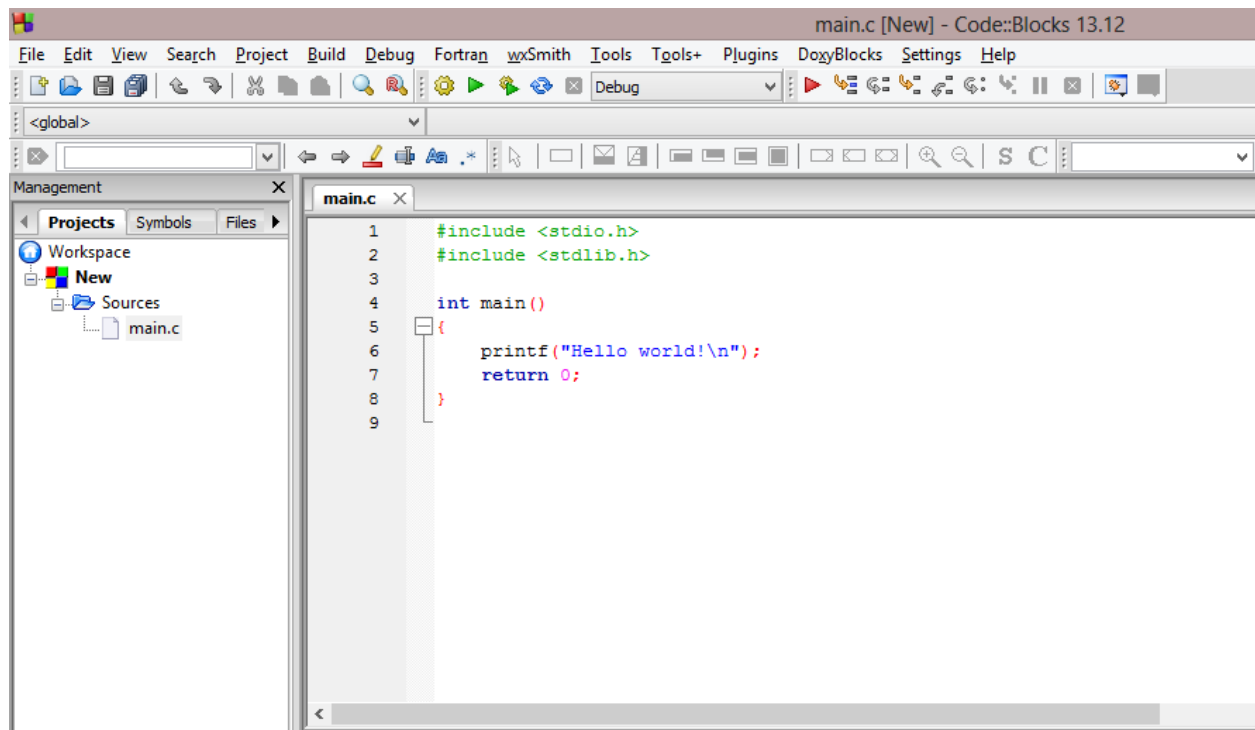 main.c [New] - Code::Blocks 13.12
File Edit View Search Project Build Debug Fortran wxSmith Tools Tools+ Plugins DoxyBlocks Settings Help
Debug
<global>
Aa .* S C
Management
main.c
Projects Symbols Files
Workspace
New
Sources
main.c
1 #include <stdio.h>
2 #include <stdlib.h>
3
4 int main()
5 {
6 printf("Hello world!\n");
7 return 0;
8 }
9